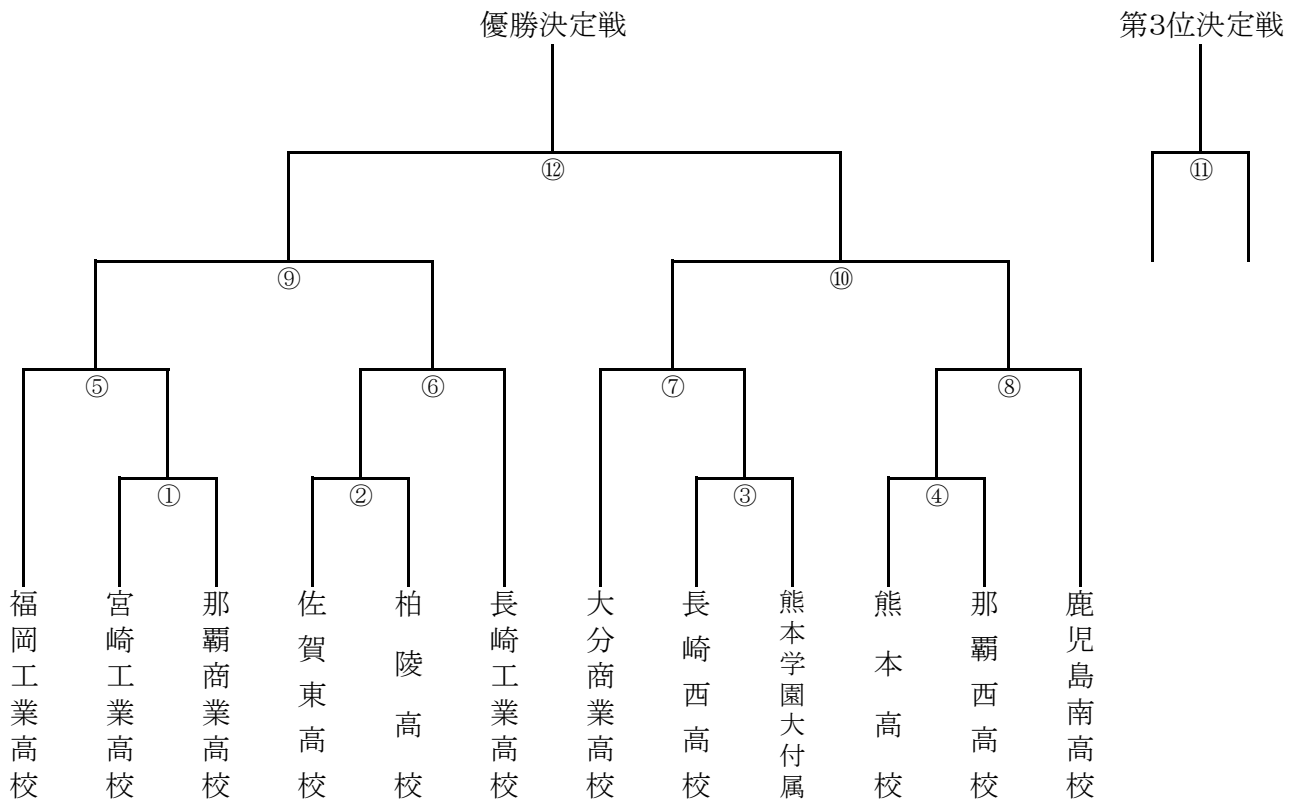 優勝決定戦
第3位決定戦
⑫
⑪
⑨
⑩
⑤
⑥
⑦
⑧
①
②
③
④
福岡工業高校
宮崎工業高校
那覇商業高校
佐賀東高校
柏陵高校
長崎工業高校
大分商業高校
長崎西高校
熊本学園大付属
熊本高校
那覇西高校
鹿児島南高校